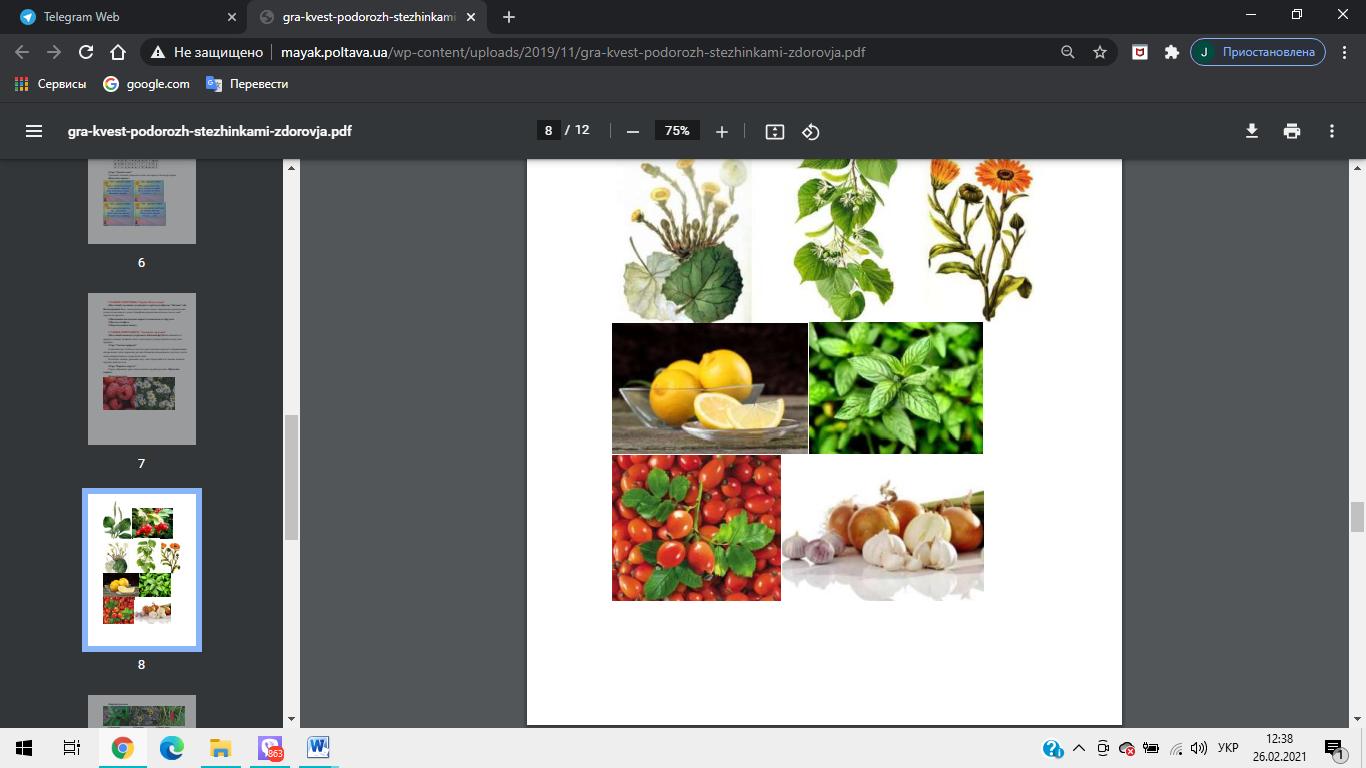 Telegram Web
gra-kvest-podorozh-stezhinkami
Не защищено
mayak.poltava.ua/wp-content/uploads/2019/11/gra-kvest-podorozh-stezhinkami-zdorovja.pdf
J
Приостановлена
Сервисы
google.com
Перевести
gra-kvest-podorozh-stezhinkami-zdorovja.pdf
8 / 12
75%
6
7
8
863
УКР
12:38
26.02.2021
1